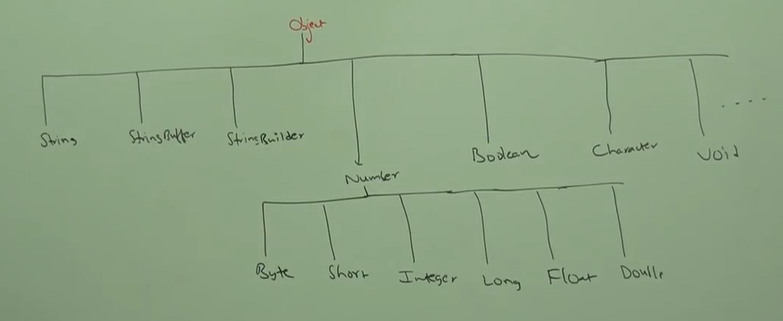 Object
String StringBuffer StringBuilder Number Boolean Character Void ....
Byte Short Integer Long Float Double